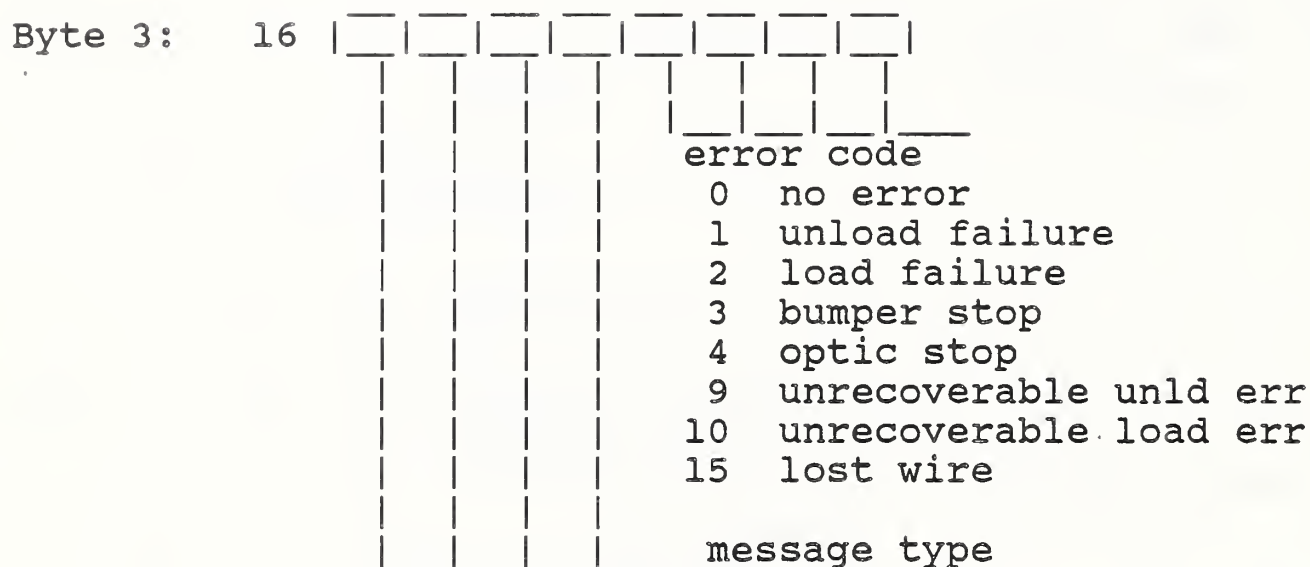 Byte 3: 16
error code
0 no error
1 unload failure
2 load failure
3 bumper stop
4 optic stop
9 unrecoverable unld err
10 unrecoverable load err
15 lost wire
message type